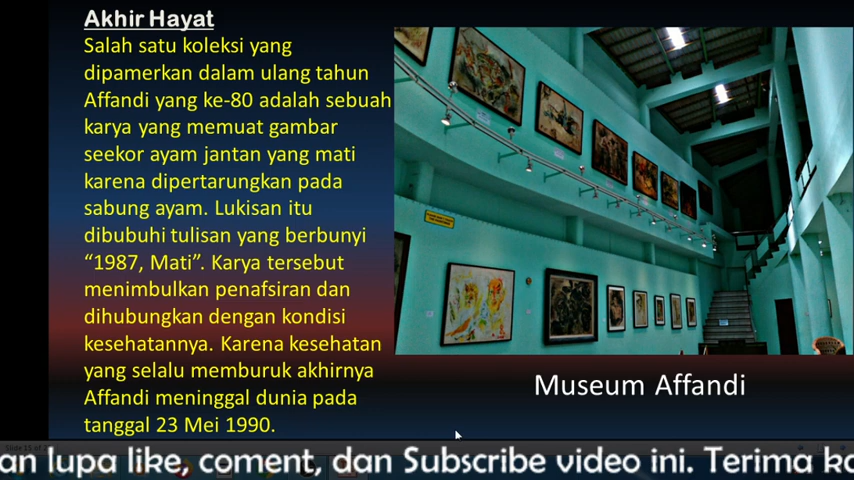 Akhir Hayat
Salah satu koleksi yang
dipamerkan dalam ulang tahun
Affandi yang ke-80 adalah sebuah
karya yang memuat gambar
seekor ayam jantan yang mati
karena dipertarungkan pada
sabung ayam. Lukisan itu
dibubuhi tulisan yang berbunyi
“1987, Mati”. Karya tersebut
menimbulkan penafsiran dan
dihubungkan dengan kondisi
kesehatannya. Karena kesehatan
yang selalu memburuk akhirnya
Affandi meninggal dunia pada
tanggal 23 Mei 1990.
Museum Affandi
an lupa like, coment, dan Subscribe video ini. Terima ka